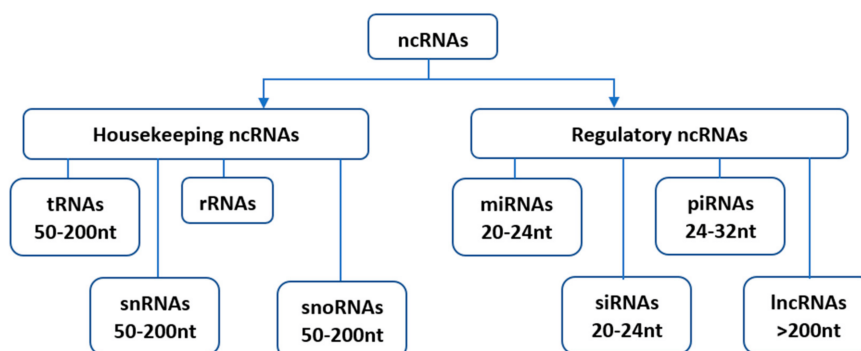 ncRNAs
Housekeeping ncRNAs
Regulatory ncRNAs
tRNAs
50-200nt
rRNAs
miRNAs
20-24nt
piRNAs
24-32nt
snRNAs
50-200nt
snoRNAs
50-200nt
siRNAs
20-24nt
lncRNAs
>200nt